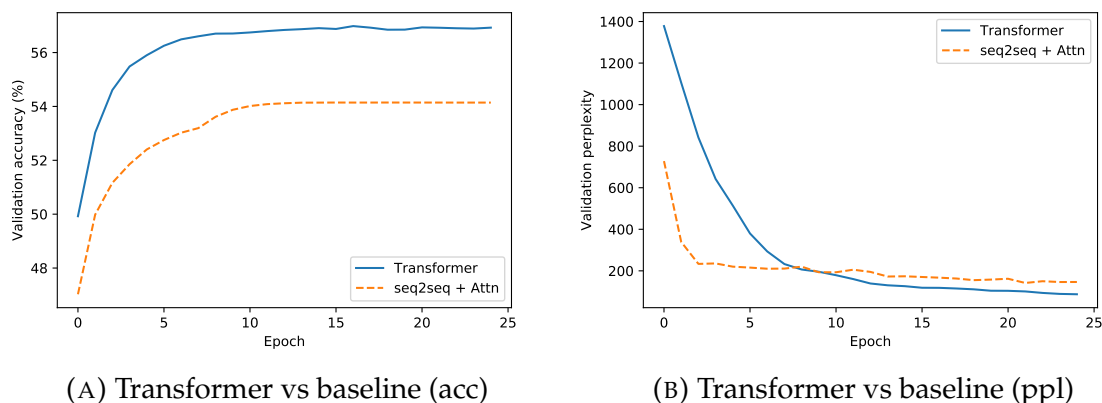 56
54
52
50
48
Validation accuracy (%)
0 5 10 15 20 25
Epoch
Transformer
seq2seq + Attn
(A) Transformer vs baseline (acc)
1400
1200
1000
800
600
400
200
Validation perplexity
0 5 10 15 20 25
Epoch
Transformer
seq2seq + Attn
(B) Transformer vs baseline (ppl)